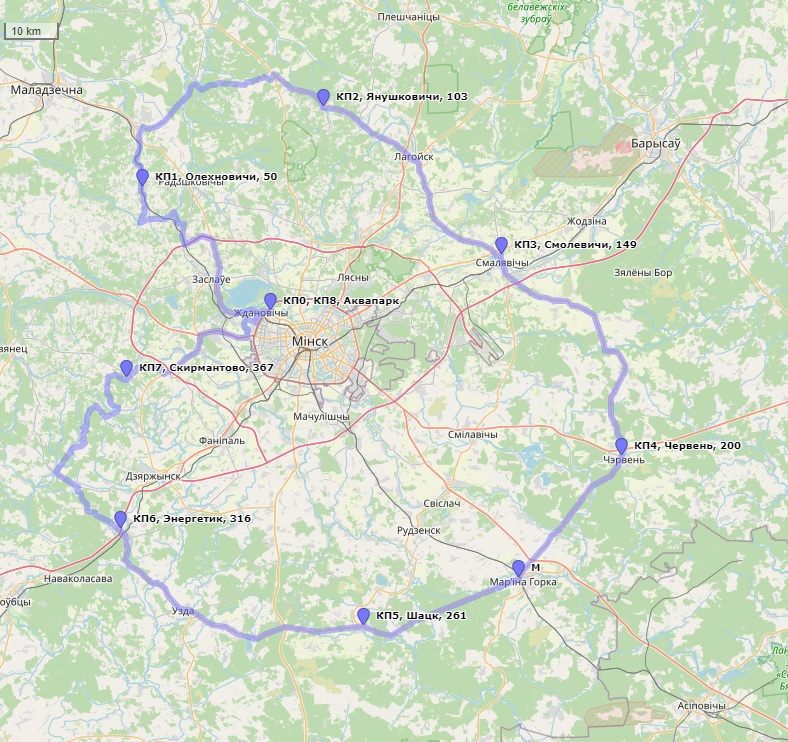 белавежскіх
зуброў
Плешчаніцы
10 km
Маладзечна
КП2, Янушковичи, 103
Лагойск
Барысаў
КП1, Олехновичи, 50
Радашковічы
Жодзіна
КП3, Смолевичи, 149
Смалявічы
Зялёны Бор
Лясны
Заслаўе
КП0, КП8, Аквапарк
Ждановічы
Мінск
КП7, Скирмантово, 367
Мачулішчы
Смілавічы
Фаніпаль
КП4, Червень, 200
Чэрвень
Дзяржынск
Свіслач
КП6, Энергетик, 316
Рудзенск
М
Мар'іна Горка
Наваколасава
Узда
КП5, Шацк, 261
Асіповічы